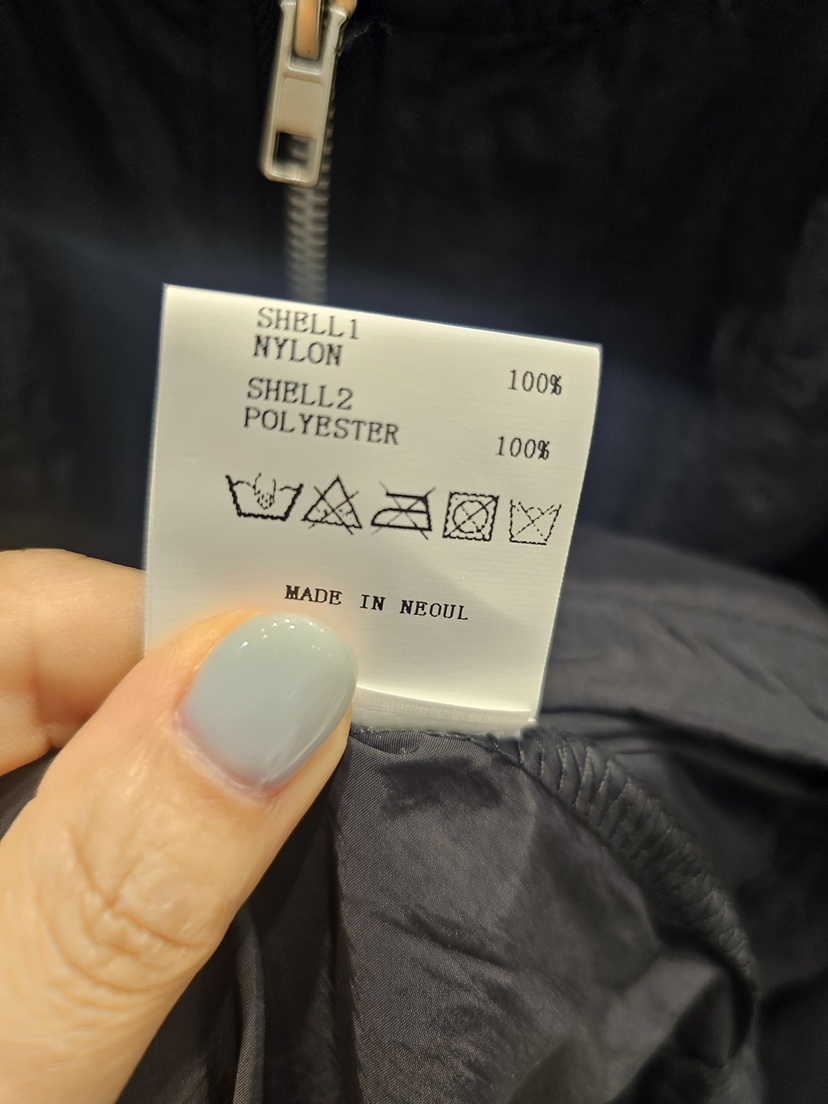 SHELL1
NYLON 100%
SHELL2
POLYESTER 100%
MADE IN NEOUL